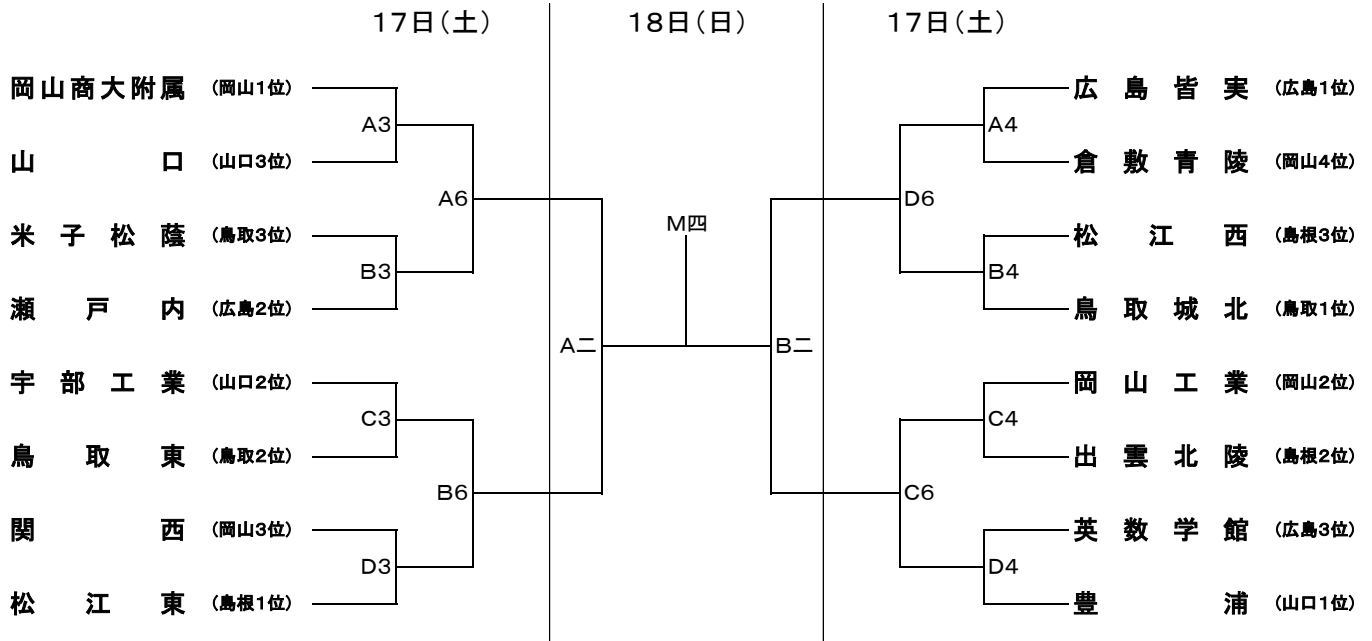 17日(土) 18日(日) 17日(土)
岡山商大附属 (岡山1位) 広島皆実 (広島1位)
A3 A4
山口 (山口3位) 倉敷青陵 (岡山4位)
A6 D6
米子松蔭 (鳥取3位) M四 松江西 (島根3位)
B3 B4
瀬戸内 (広島2位) 鳥取城北 (鳥取1位)
A二 B二
宇部工業 (山口2位) 岡山工業 (岡山2位)
C3 C4
鳥取東 (鳥取2位) 出雲北陵 (島根2位)
B6 C6
関西 (岡山3位) 英数学館 (広島3位)
D3 D4
松江東 (島根1位) 豊浦 (山口1位)